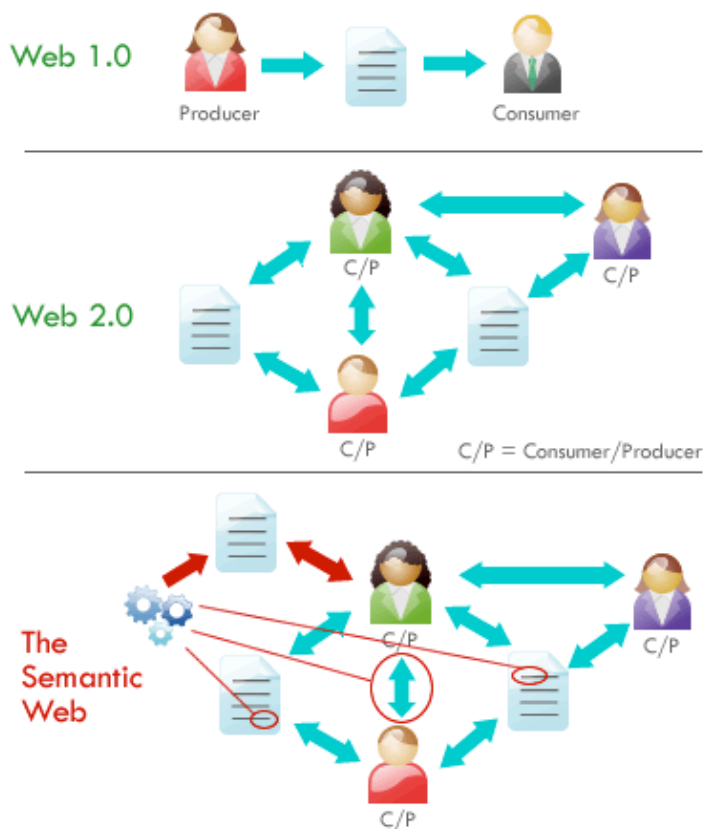 Web 1.0
Producer
Consumer
C/P
C/P
Web 2.0
C/P
C/P = Consumer/Producer
C/P
C/P
The
Semantic
Web
C/P